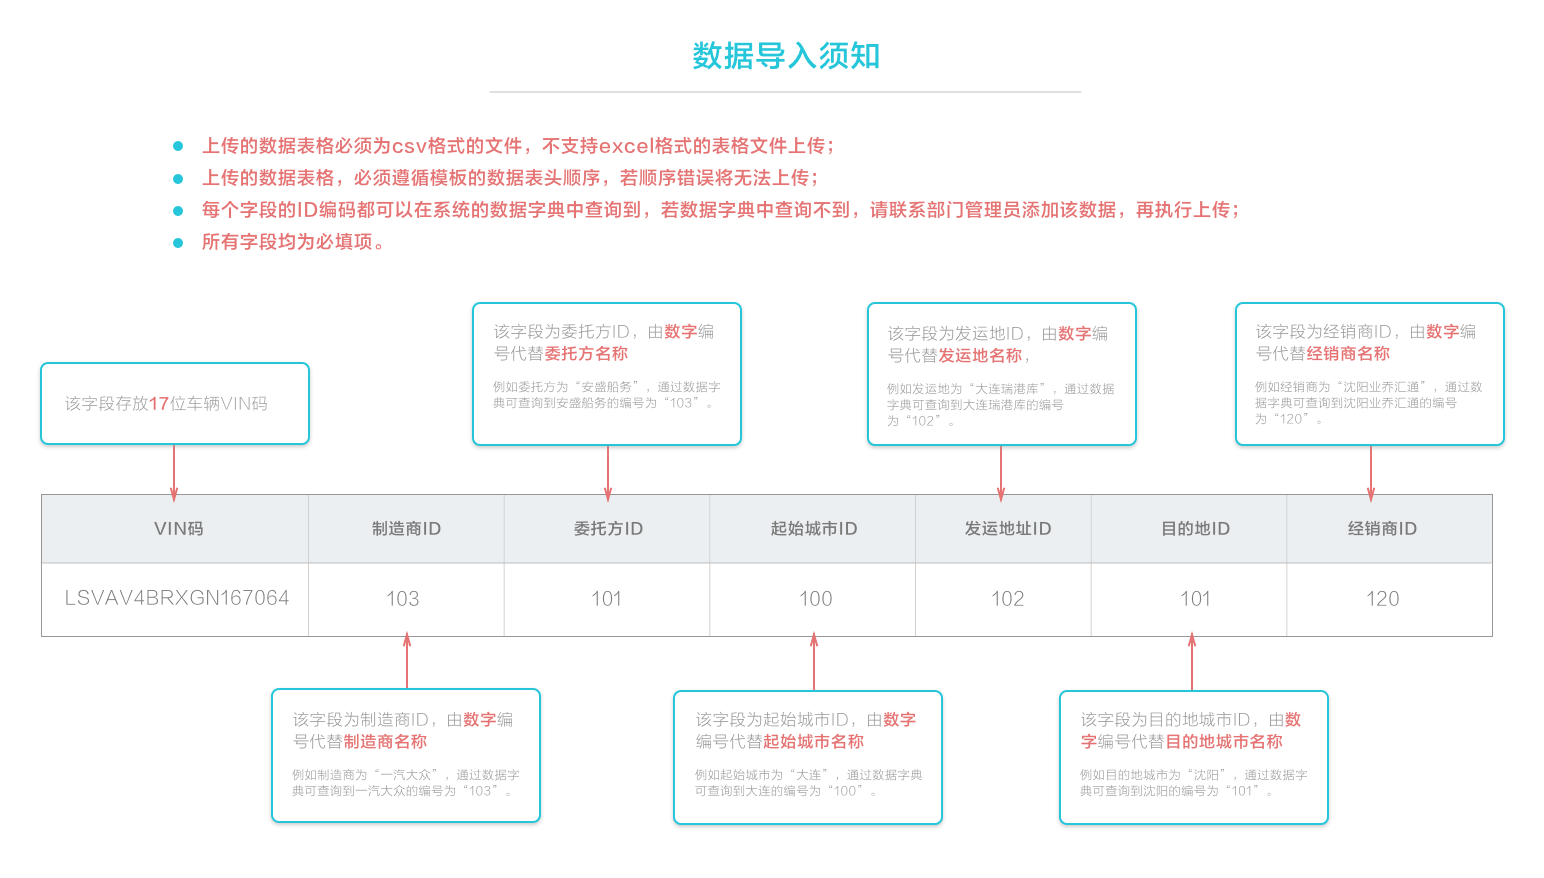 数据导入须知
上传的数据表格必须为csv格式的文件，不支持excel格式的表格文件上传；
上传的数据表格，必须遵循模板的数据表头顺序，若顺序错误将无法上传；
每个字段的ID编码都可以在系统的数据字典中查询到，若数据字典中查询不到，请联系部门管理员添加该数据，再执行上传；
所有字段均为必填项。
该字段存放17位车辆VIN码
该字段为委托方ID，由数字编
号代替委托方名称
例如委托方为“安盛船务”，通过数据字
典可查询到安盛船务的编号为“103”。
该字段为发运地ID，由数字编
号代替发运地名称，
例如发运地为“大连瑞港库”，通过数据
字典可查询到大连瑞港库的编号
为“102”。
该字段为经销商ID，由数字编
号代替经销商名称
例如经销商为“沈阳业乔汇通”，通过数
据字典可查询到沈阳业乔汇通的编号
为“120”。
VIN码 制造商ID 委托方ID 起始城市ID 发运地址ID 目的地ID 经销商ID
LSVAV4BRXGN167064 103 101 100 102 101 120
该字段为制造商ID，由数字编
号代替制造商名称
例如制造商为“一汽大众”，通过数据字
典可查询到一汽大众的编号为“103”。
该字段为起始城市ID，由数字
编号代替起始城市名称
例如起始城市为“大连”，通过数据字典
可查询到大连的编号为“100”。
该字段为目的地城市ID，由数
字编号代替目的地城市名称
例如目的地城市为“沈阳”，通过数据字
典可查询到沈阳的编号为“101”。